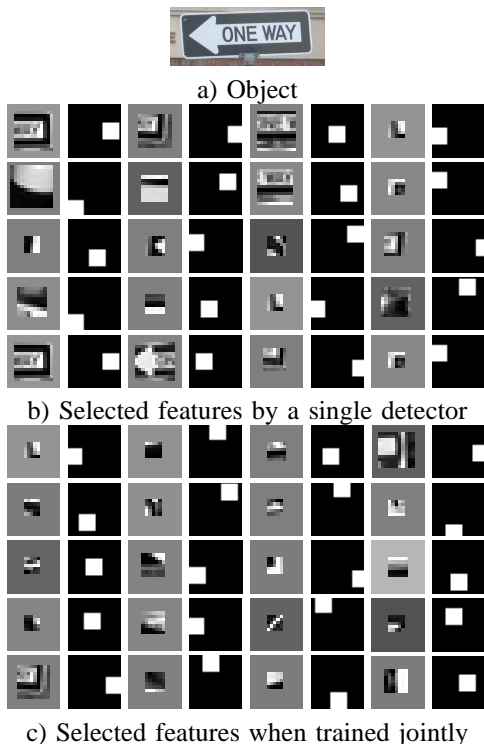 ONE WAY
a) Object
b) Selected features by a single detector
c) Selected features when trained jointly